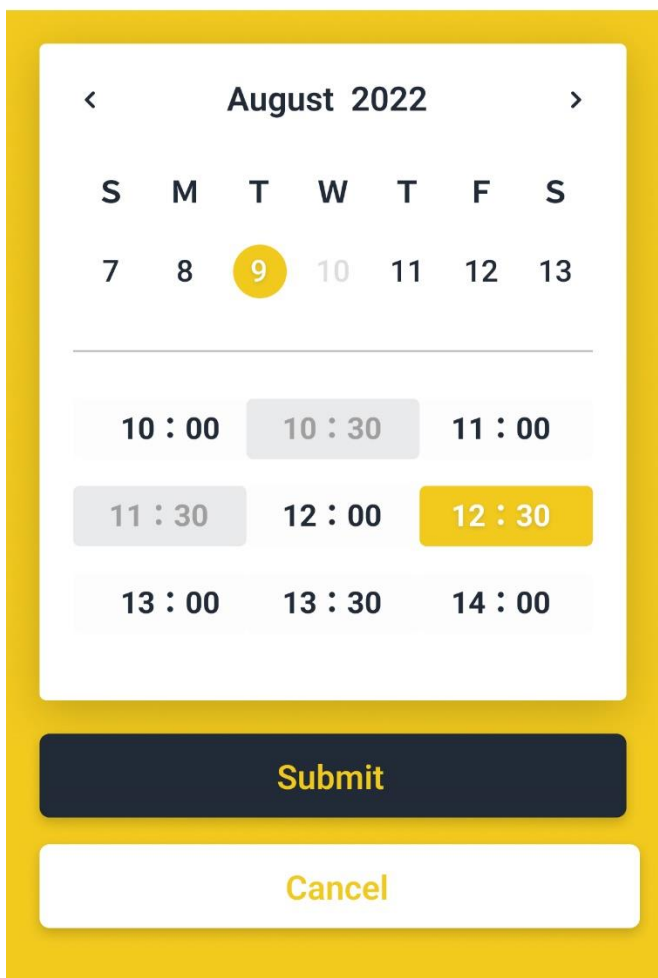 < August 2022 >
S M T W T F S
7 8 9 10 11 12 13
10 : 00 10 : 30 11 : 00
11 : 30 12 : 00 12 : 30
13 : 00 13 : 30 14 : 00
Submit
Cancel